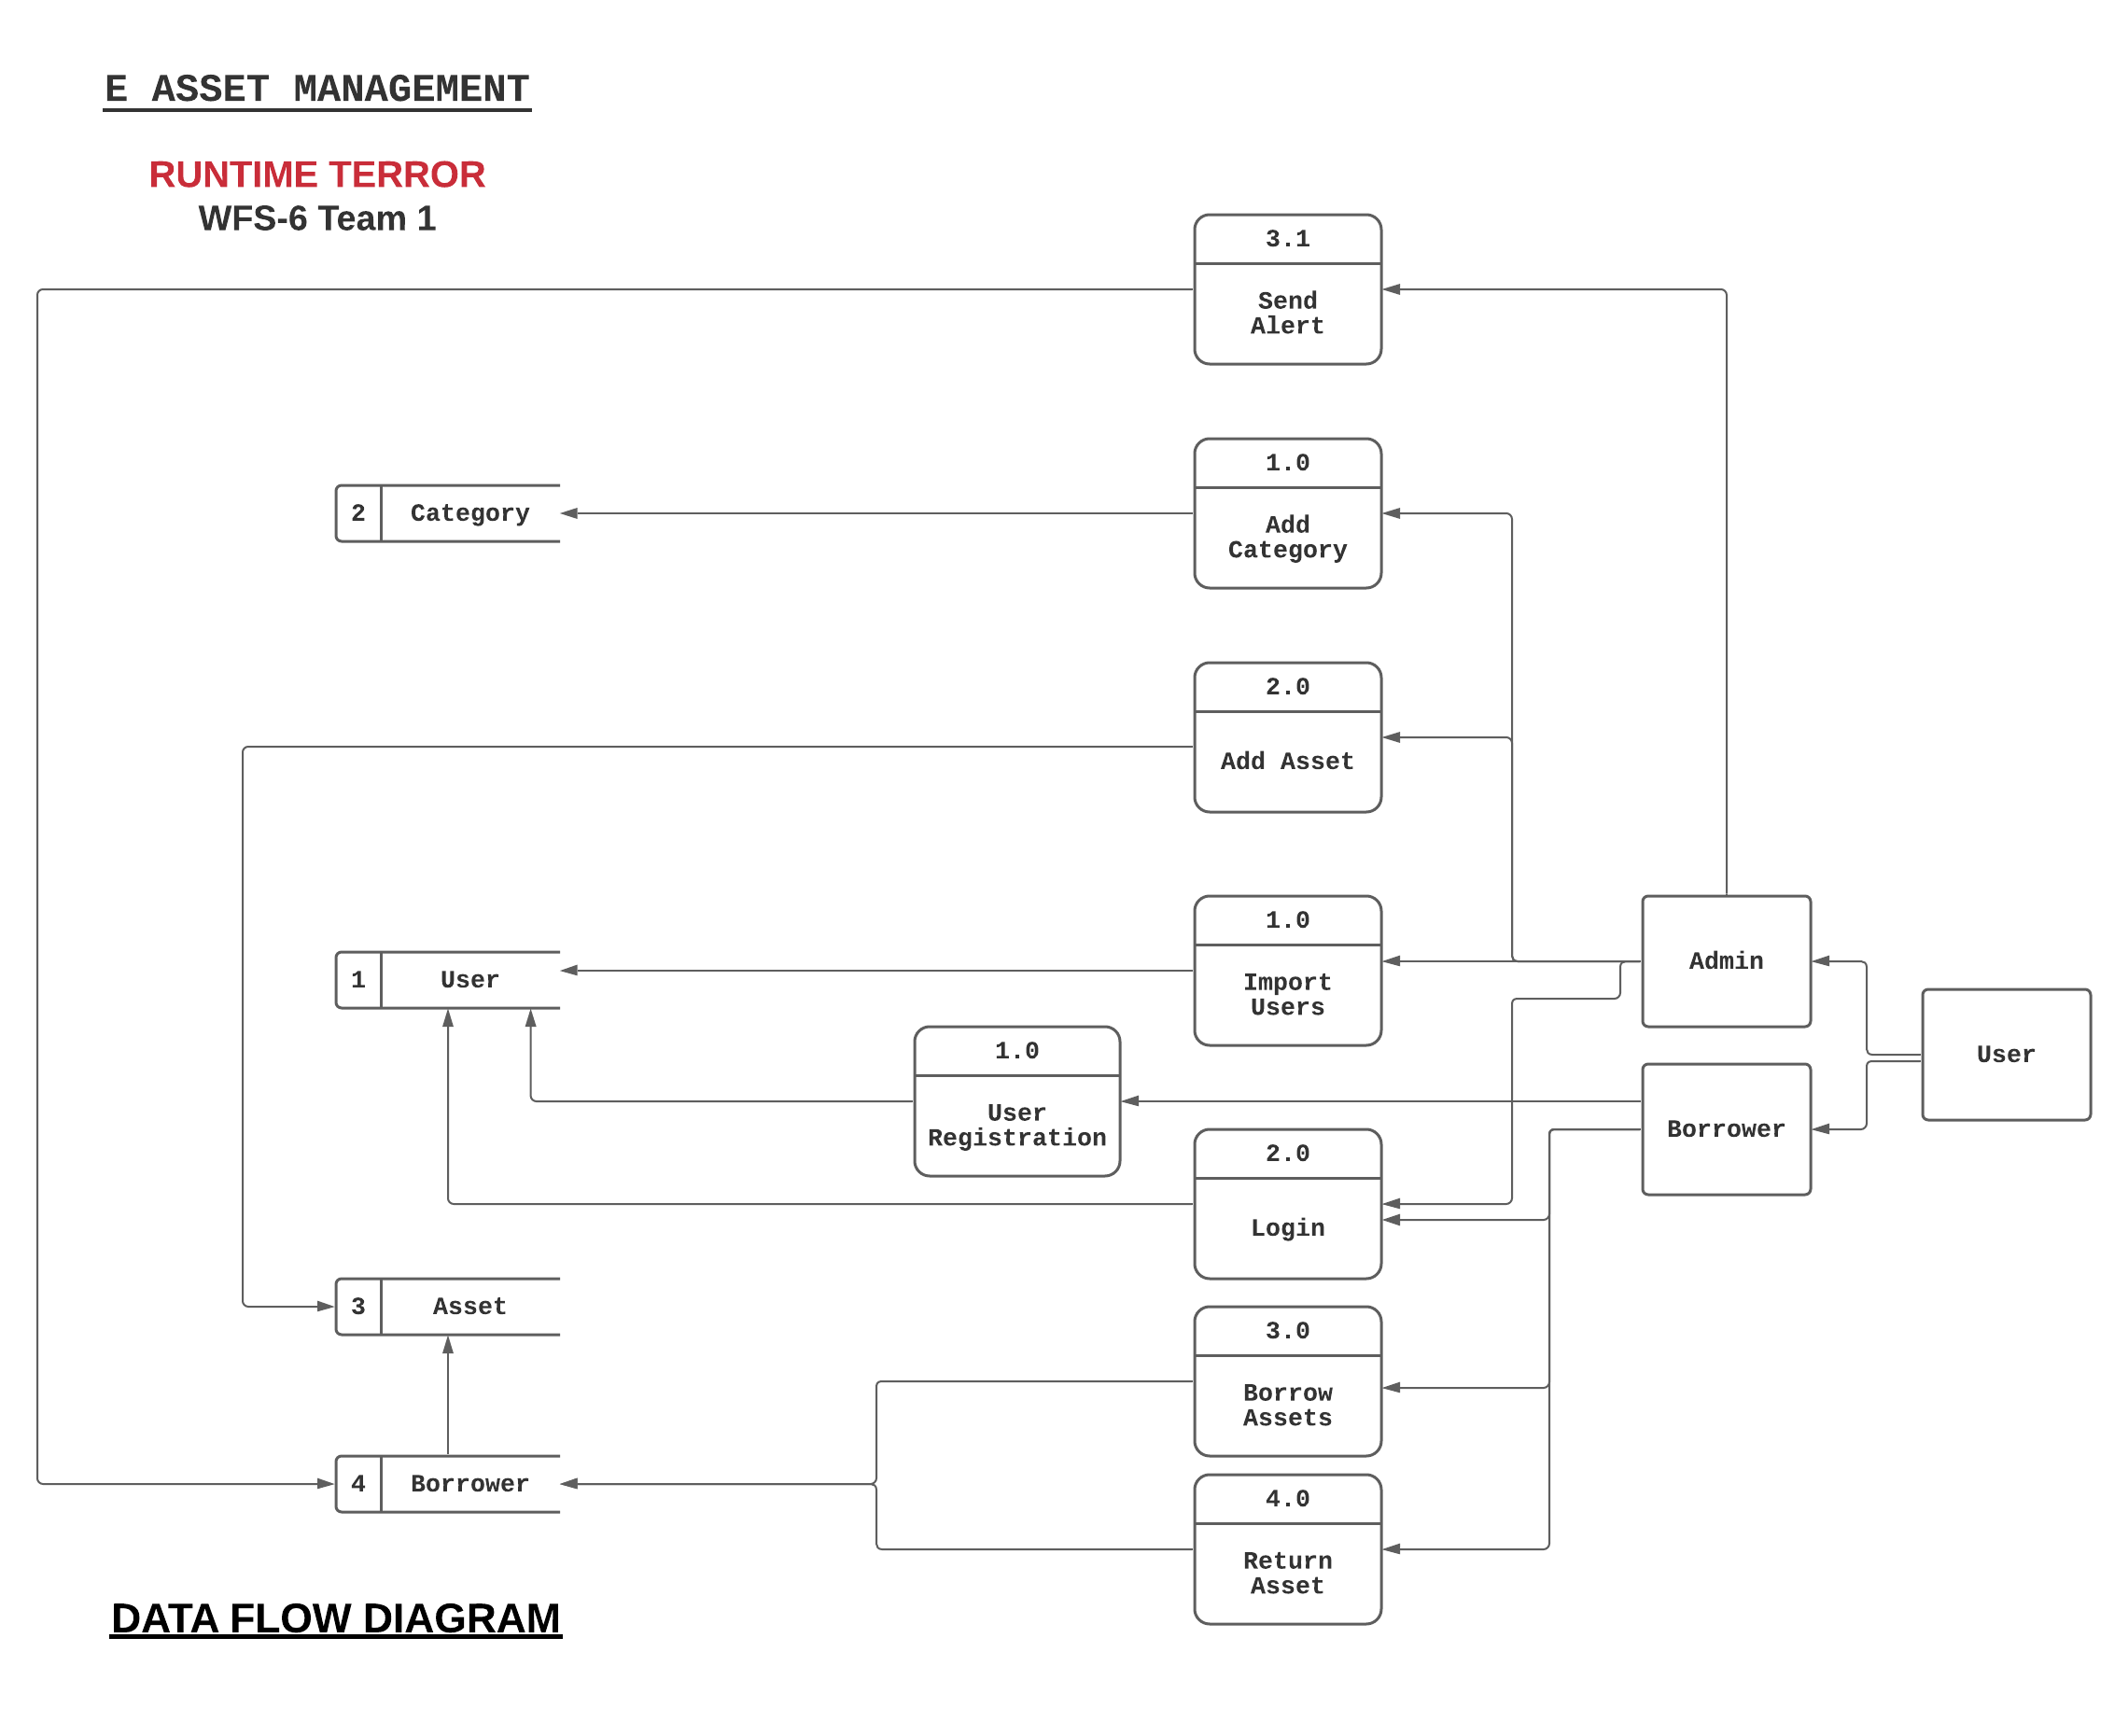 E ASSET MANAGEMENT
RUNTIME TERROR
WFS-6 Team 1
3.1
Send
Alert
1.0
Add
Category
2 Category
2.0
Add Asset
1.0
Import
Users
Admin
1 User
User
1.0
User
Registration
Borrower
2.0
Login
3 Asset
3.0
Borrow
Assets
4 Borrower
4.0
Return
Asset
DATA FLOW DIAGRAM